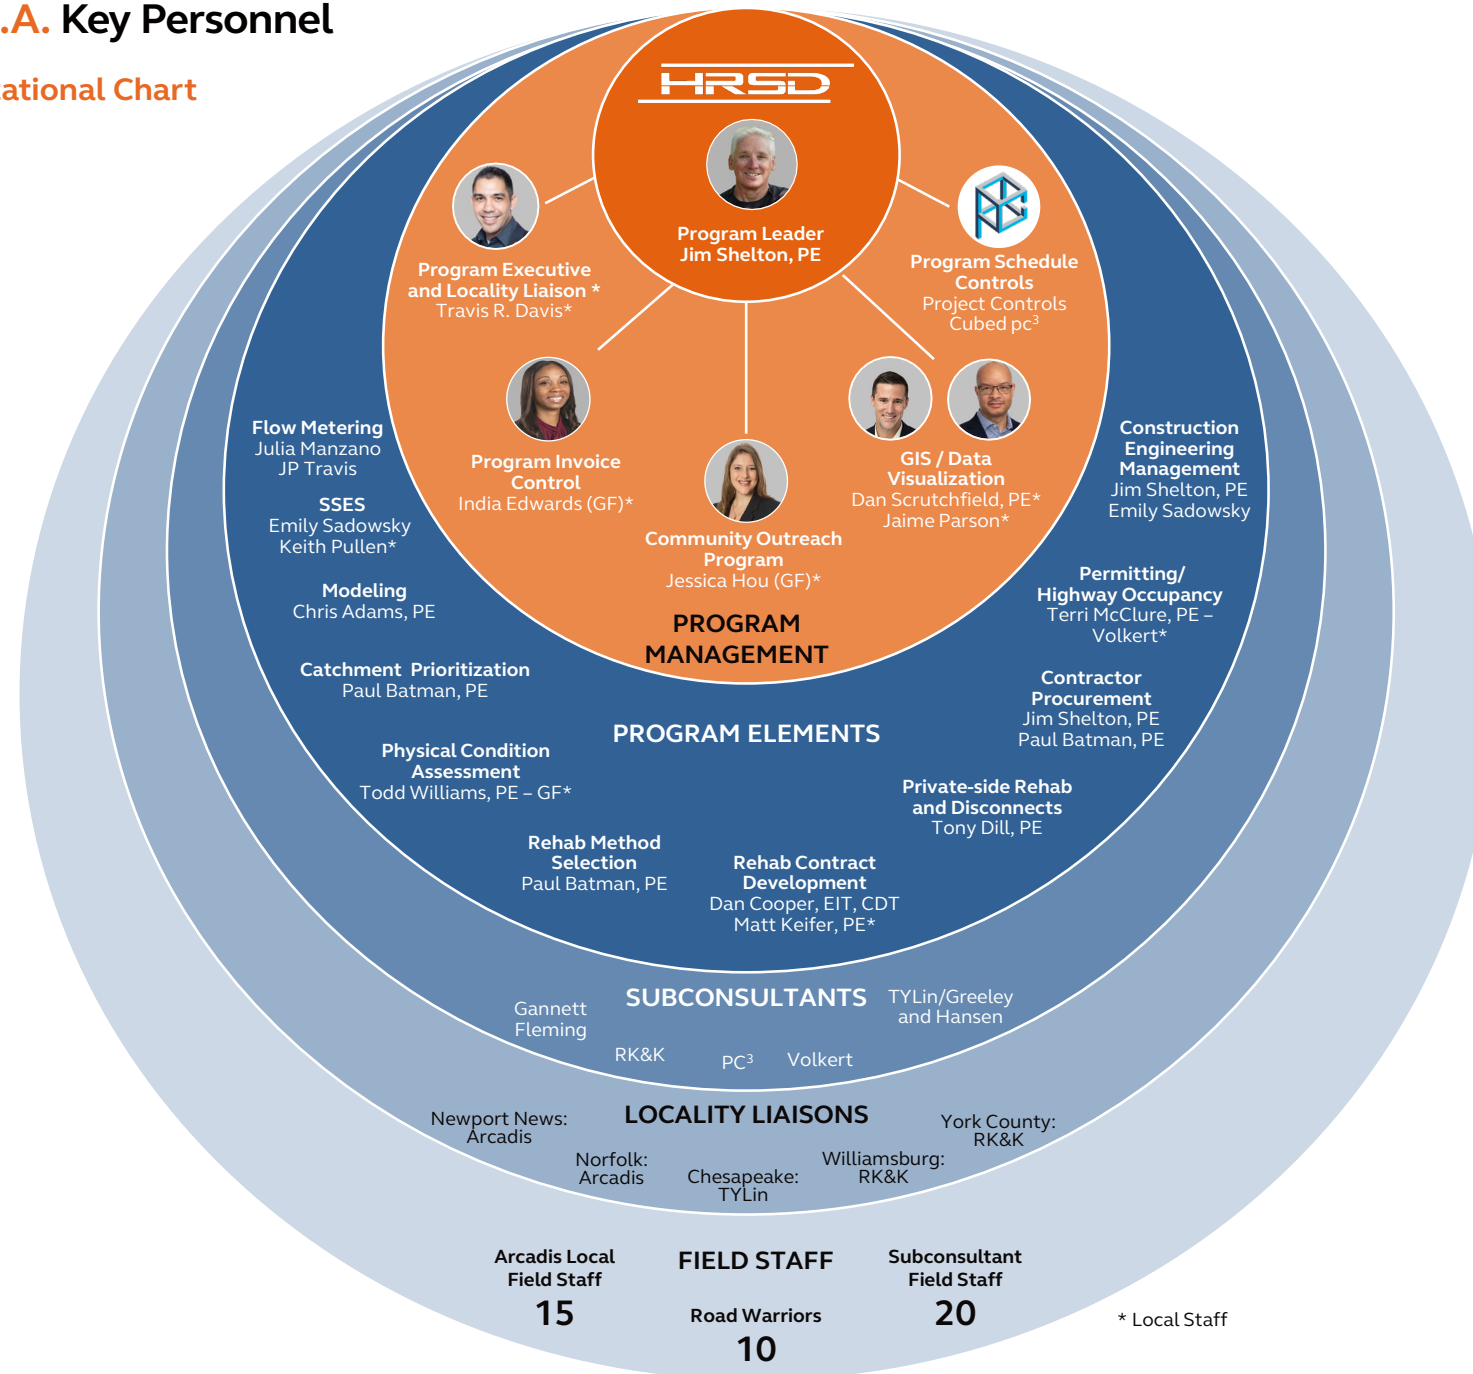 .A. Key Personnel
ational Chart
HRSD
Program Leader
Jim Shelton, PE
Program Executive
and Locality Liaison *
Travis R. Davis*
Program Schedule
Controls
Project Controls
Cubed pc³
Program Invoice
Control
India Edwards (GF)*
Community Outreach
Program
Jessica Hou (GF)*
GIS / Data
Visualization
Dan Scrutchfield, PE*
Jaime Parson*
PROGRAM
MANAGEMENT
Flow Metering
Julia Manzano
JP Travis
SSES
Emily Sadowsky
Keith Pullen*
Modeling
Chris Adams, PE
Catchment Prioritization
Paul Batman, PE
Physical Condition
Assessment
Todd Williams, PE – GF*
Rehab Method
Selection
Paul Batman, PE
PROGRAM ELEMENTS
Rehab Contract
Development
Dan Cooper, EIT, CDT
Matt Keifer, PE*
Private-side Rehab
and Disconnects
Tony Dill, PE
Contractor
Procurement
Jim Shelton, PE
Paul Batman, PE
Permitting/
Highway Occupancy
Terri McClure, PE –
Volkert*
Construction
Engineering
Management
Jim Shelton, PE
Emily Sadowsky
SUBCONSULTANTS
Gannett
Fleming
RK&K
PC³
Volkert
TYLin/Greeley
and Hansen
LOCALITY LIAISONS
Newport News:
Arcadis
Norfolk:
Arcadis
Chesapeake:
TYLin
Williamsburg:
RK&K
York County:
RK&K
FIELD STAFF
Arcadis Local
Field Staff
15
Road Warriors
10
Subconsultant
Field Staff
20
* Local Staff